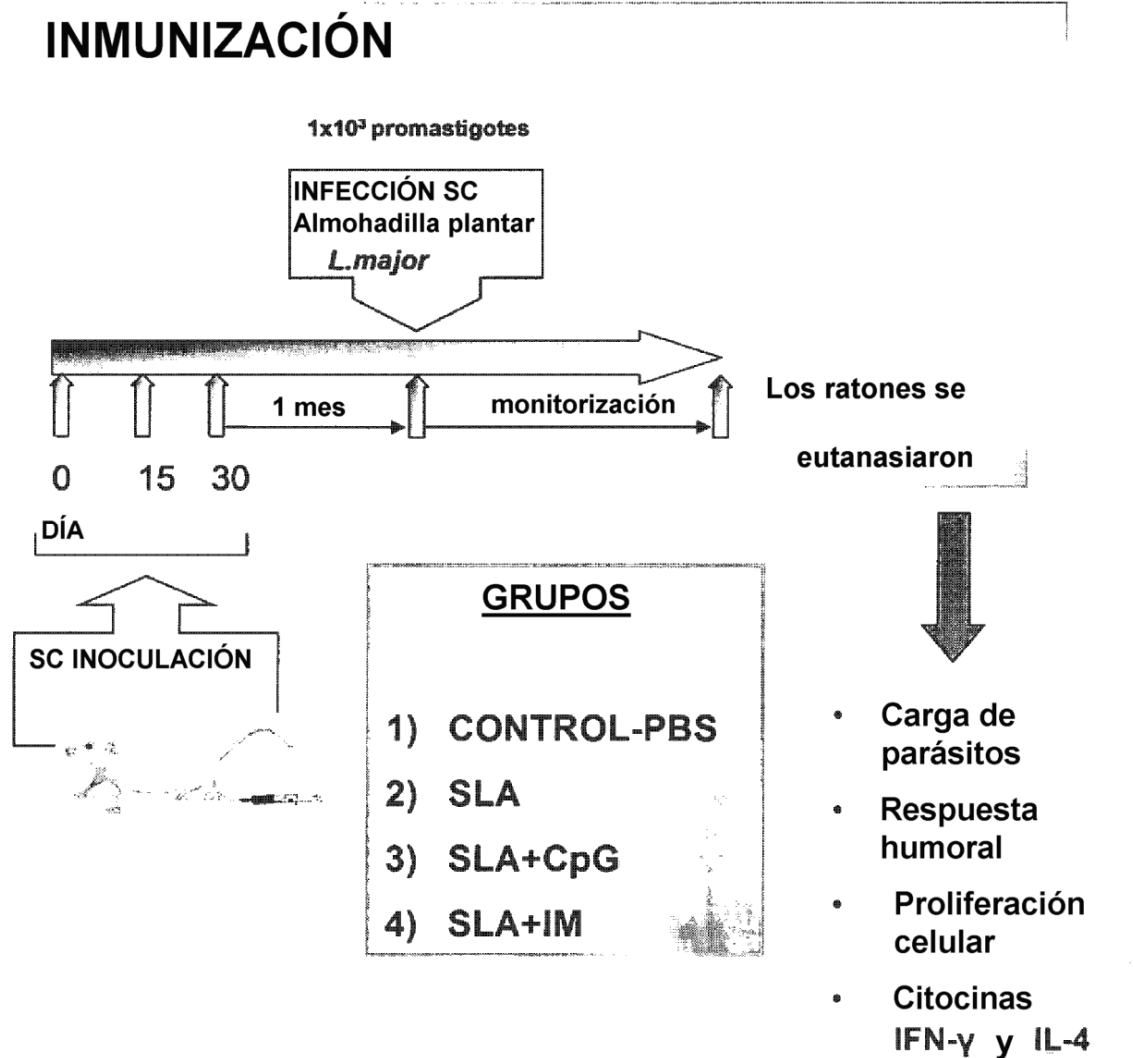 INMUNIZACIÓN
1x10³ promastigotes
INFECCIÓN SC
Almohadilla plantar
L.major
1 mes
monitorización
Los ratones se
eutanasiaron
0 15 30
DÍA
SC INOCULACIÓN
GRUPOS
1) CONTROL-PBS
2) SLA
3) SLA+CpG
4) SLA+IM
• Carga de
parásitos
• Respuesta
humoral
• Proliferación
celular
• Citocinas
IFN-γ y IL-4